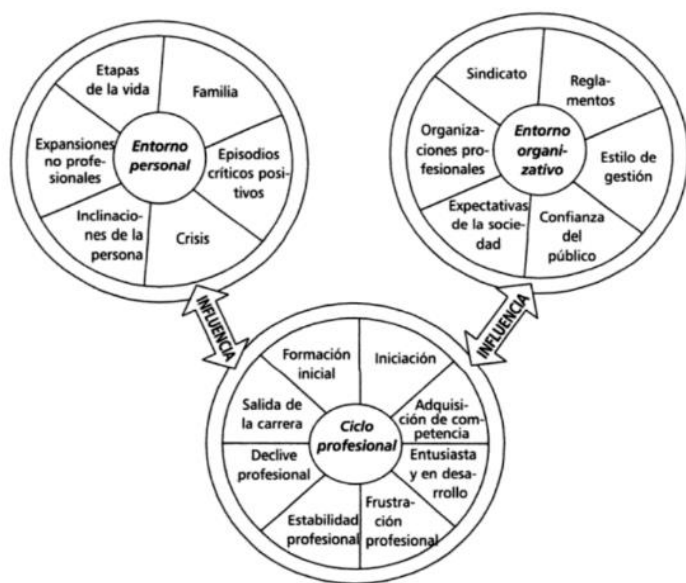 Etapas
de la vida
Familia
Expansiones
no profe-
sionales
Entorno
personal
Episodios
críticos posi-
tivos
Inclinacio-
nes de la
persona
Crisis
Sindicato
Regla-
mentos
Organiza-
ciones pro-
fesionales
Entorno
organi-
zativo
Estilo de
gestión
Expectativas
de la socie-
dad
Confianza
del
público
INFLUENCIA
INFLUENCIA
Formación
inicial
Iniciación
Salida de
la carrera
Ciclo
profesional
Adquisi-
ción de com-
petencia
Declive
profesional
Entusiasta
y en desa-
rrollo
Estabilidad
profesional
Frustra-
ción
profesional